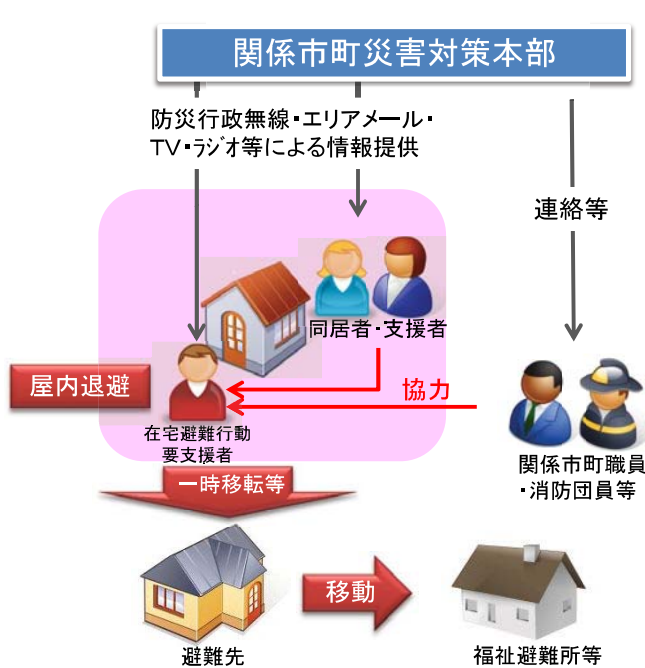 関係市町災害対策本部
防災行政無線・エリアメール・
TV・ラジオ等による情報提供
連絡等
同居者・支援者
屋内退避
協力
在宅避難行動
要支援者
関係市町職員
・消防団員等
一時移転等
移動
避難先
福祉避難所等